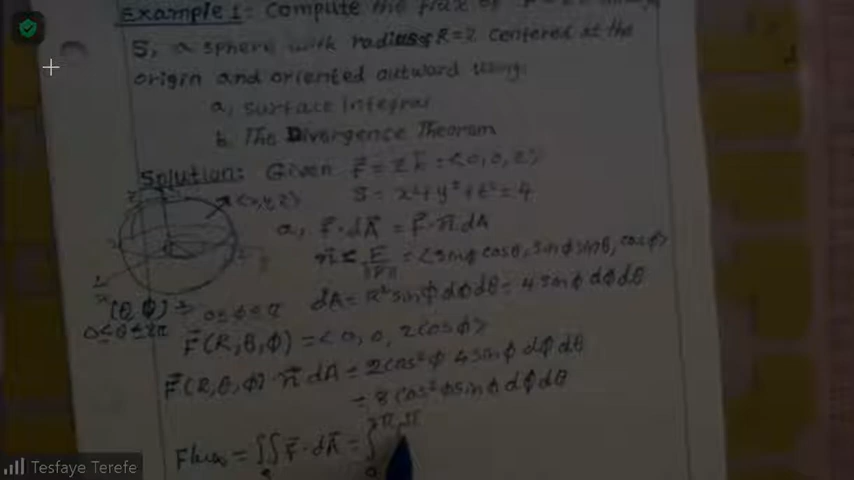 Example 1: Compute the flux of
S, a sphere with radius R=2 centered at the
origin and oriented outward using.
a, surface Integral
b. The Divergence Theorem
Solution: Given F⃗ = zk⃗ = <0,0,z>
S = x²+y²+z²=4
a, F⃗·dA⃗ = F⃗·n⃗ dA
= <sinφ cosθ, sinφ sinθ, cosφ>
dA = R² sinφ dφ dθ = 4 sinφ dφ dθ
0≤φ≤π
0≤θ≤2π
F⃗(R,θ,φ) = <0, 0, 2cosφ>
F⃗(R,θ,φ)·n⃗ dA = 2cos²φ 4sinφ dφ dθ
= 8 cos²φ sinφ dφ dθ
Flux = ∬ F⃗·dA⃗ = ∫
Tesfaye Terefe